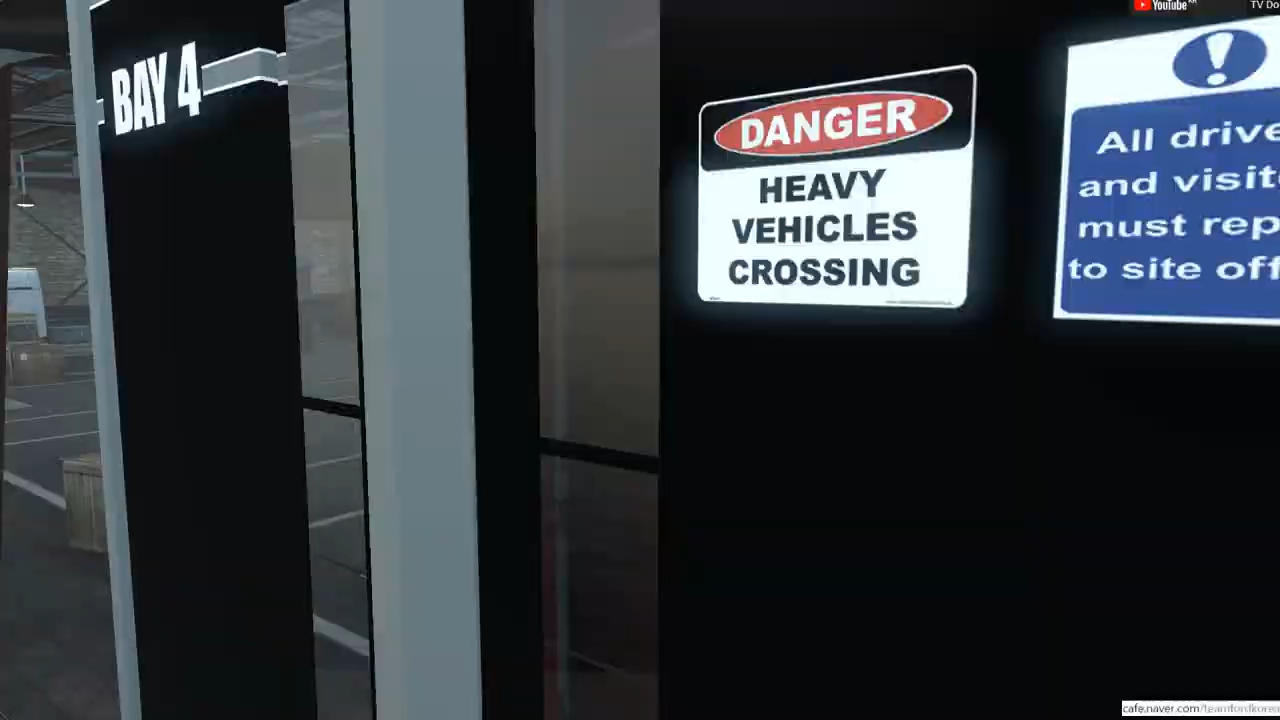 YouTube KR
TV Do
BAY 4
DANGER
HEAVY
VEHICLES
CROSSING
All drive
and visit
must rep
to site off
cafe.naver.com/teamfordkorea